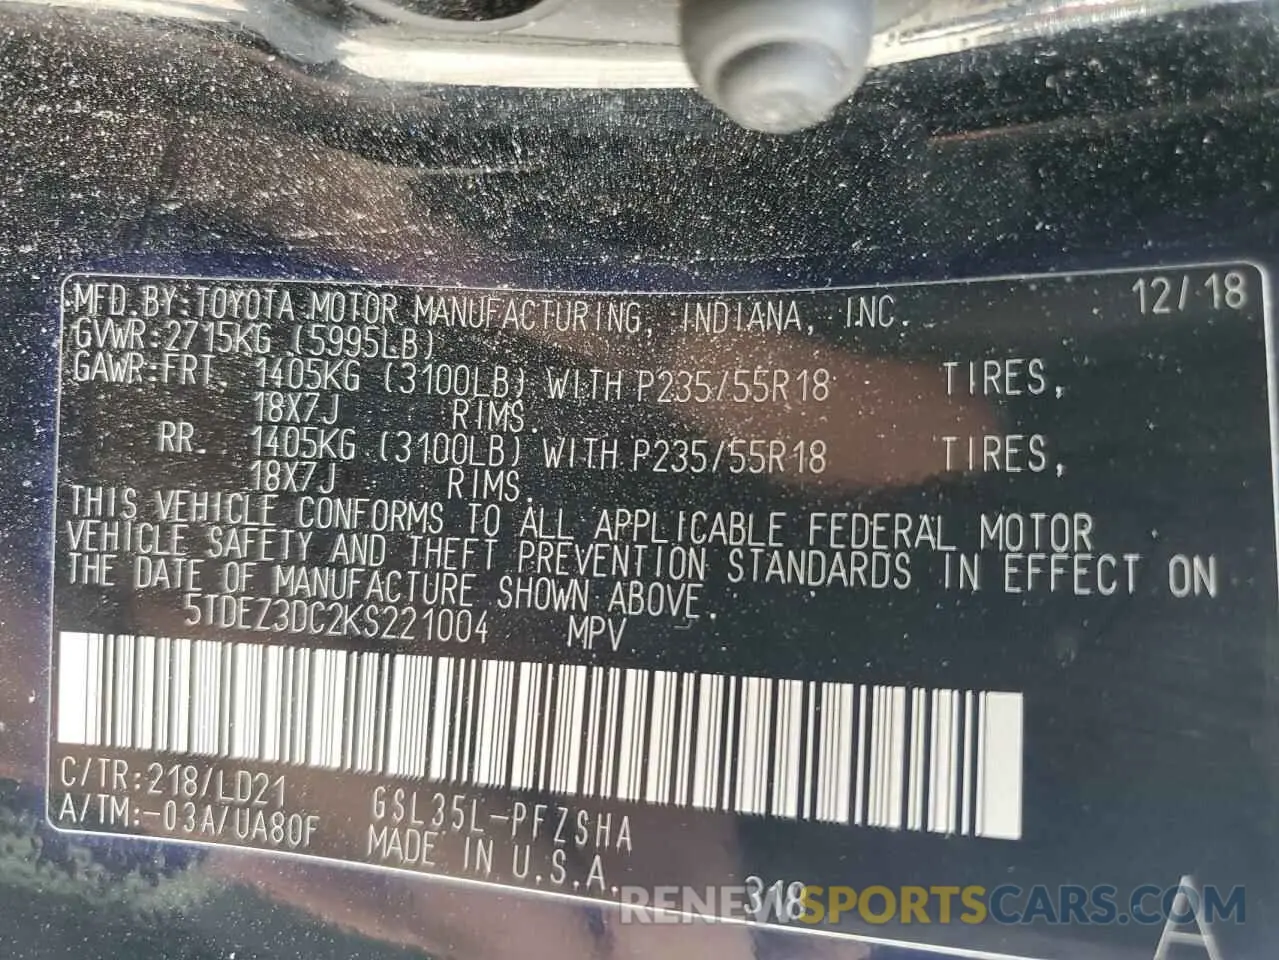 MFD.BY:TOYOTA MOTOR MANUFACTURING, INDIANA, INC. 12/18
GVWR:2715KG (5995LB)
GAWR:FRT. 1405KG (3100LB) WITH P235/55R18 TIRES,
18X7J RIMS.
RR. 1405KG (3100LB) WITH P235/55R18 TIRES,
18X7J RIMS.
THIS VEHICLE CONFORMS TO ALL APPLICABLE FEDERAL MOTOR
VEHICLE SAFETY AND THEFT PREVENTION STANDARDS IN EFFECT ON
THE DATE OF MANUFACTURE SHOWN ABOVE.
5TDEZ3DC2KS221004 MPV
C/TR:218/LD21 GSL35L-PFZSHA
A/TM:-03A/UA80F MADE IN U.S.A.
318 A
RENEWSPORTSCARS.COM